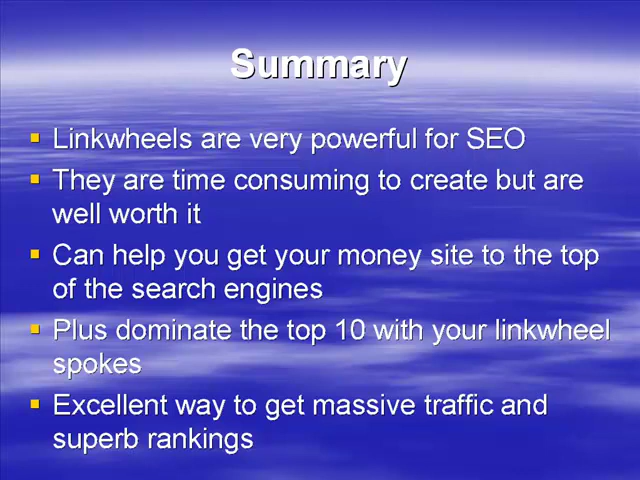 Summary
Linkwheels are very powerful for SEO
They are time consuming to create but are
well worth it
Can help you get your money site to the top
of the search engines
Plus dominate the top 10 with your linkwheel
spokes
Excellent way to get massive traffic and
superb rankings